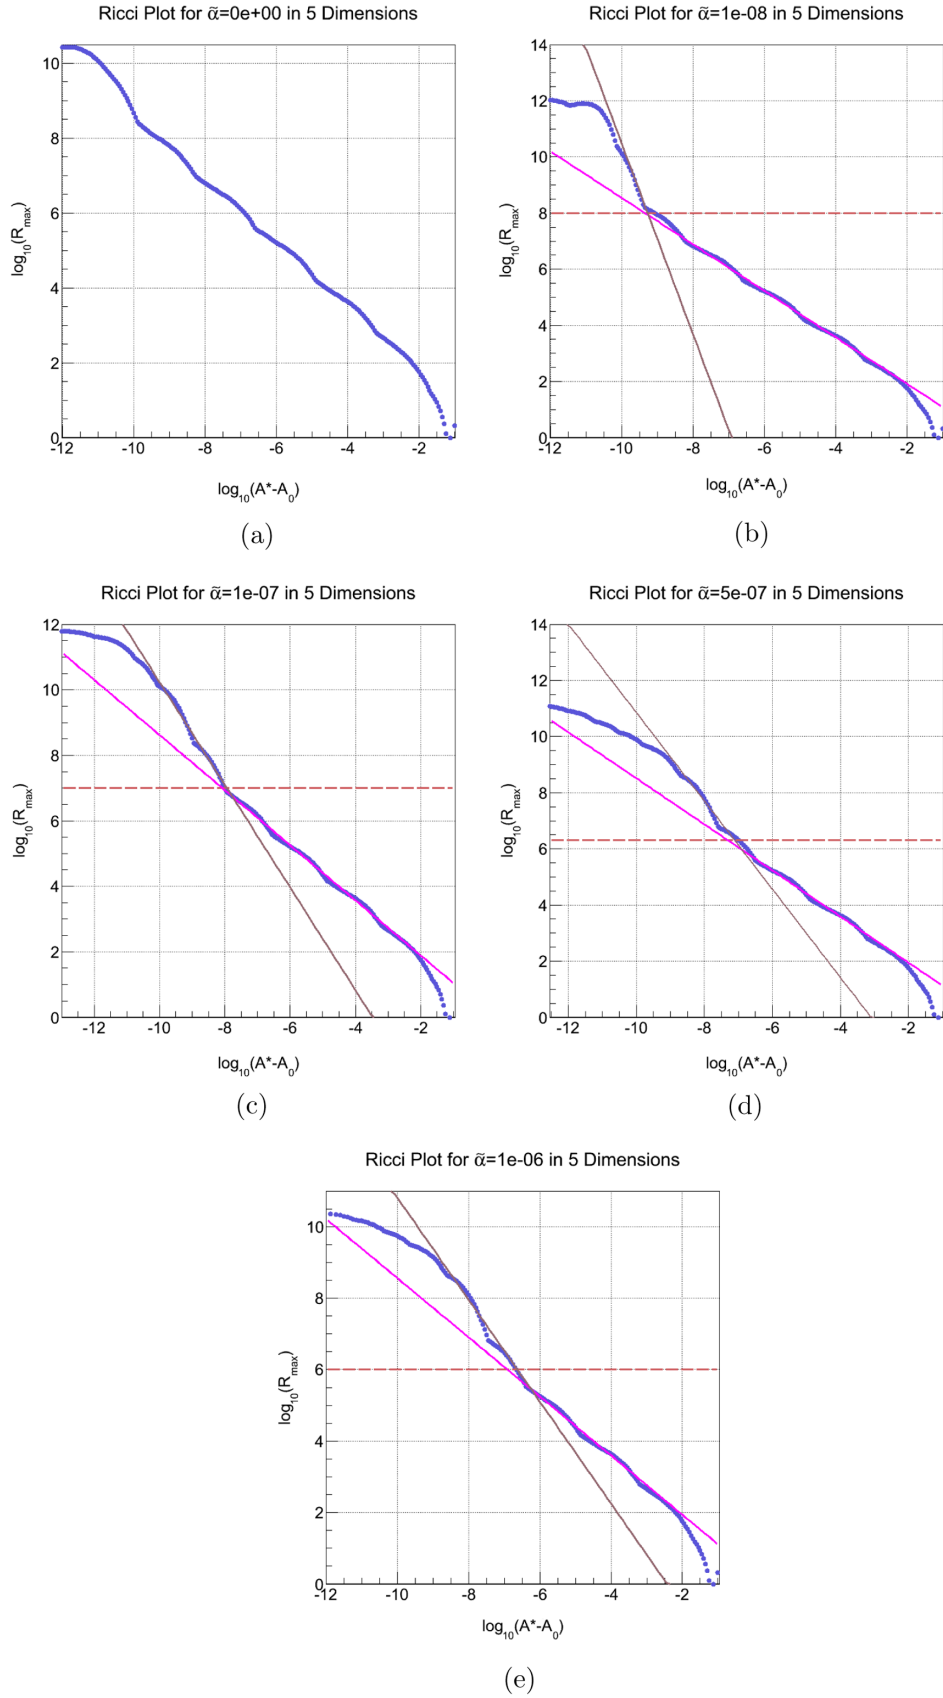 Ricci Plot for α̃=0e+00 in 5 Dimensions
log₁₀(R_max)
10
8
6
4
2
0
-12 -10 -8 -6 -4 -2
log₁₀(A*-A₀)
(a)
Ricci Plot for α̃=1e-08 in 5 Dimensions
log₁₀(R_max)
14
12
10
8
6
4
2
0
-12 -10 -8 -6 -4 -2
log₁₀(A*-A₀)
(b)
Ricci Plot for α̃=1e-07 in 5 Dimensions
log₁₀(R_max)
12
10
8
6
4
2
0
-12 -10 -8 -6 -4 -2
log₁₀(A*-A₀)
(c)
Ricci Plot for α̃=5e-07 in 5 Dimensions
log₁₀(R_max)
14
12
10
8
6
4
2
0
-12 -10 -8 -6 -4 -2
log₁₀(A*-A₀)
(d)
Ricci Plot for α̃=1e-06 in 5 Dimensions
log₁₀(R_max)
10
8
6
4
2
0
-12 -10 -8 -6 -4 -2
log₁₀(A*-A₀)
(e)